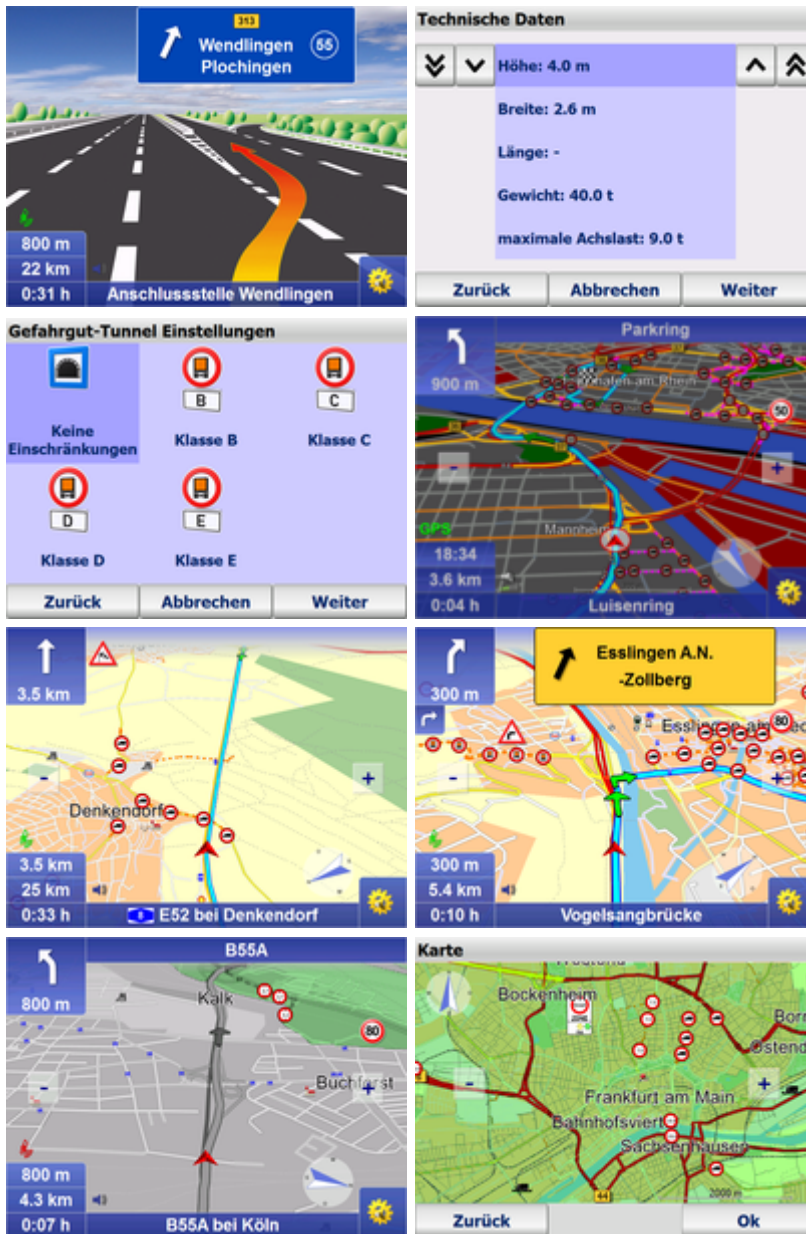 313
Wendlingen 55
Plochingen
800 m
22 km
0:31 h
Anschlussstelle Wendlingen
Technische Daten
Höhe: 4.0 m
Breite: 2.6 m
Länge: -
Gewicht: 40.0 t
maximale Achslast: 9.0 t
Zurück Abbrechen Weiter
Gefahrgut-Tunnel Einstellungen
B
C
Keine
Einschränkungen
Klasse B
Klasse C
D
E
Klasse D
Klasse E
Zurück Abbrechen Weiter
Parkring
900 m
50
-
+
GPS
18:34
3.6 km
0:04 h
Luisenring
3.5 km
-
+
Denkendorf
3.5 km
25 km
0:33 h
E52 bei Denkendorf
300 m
Esslingen A.N.
-Zollberg
80
-
+
300 m
5.4 km
0:10 h
Vogelsangbrücke
B55A
800 m
Kalk
80
-
Buchforst
+
800 m
4.3 km
0:07 h
B55A bei Köln
Karte
Bockenheim
-
+
Frankfurt am Main
Bahnhofsviertel
Sachsenhausen
44
2000 m
Zurück
Ok